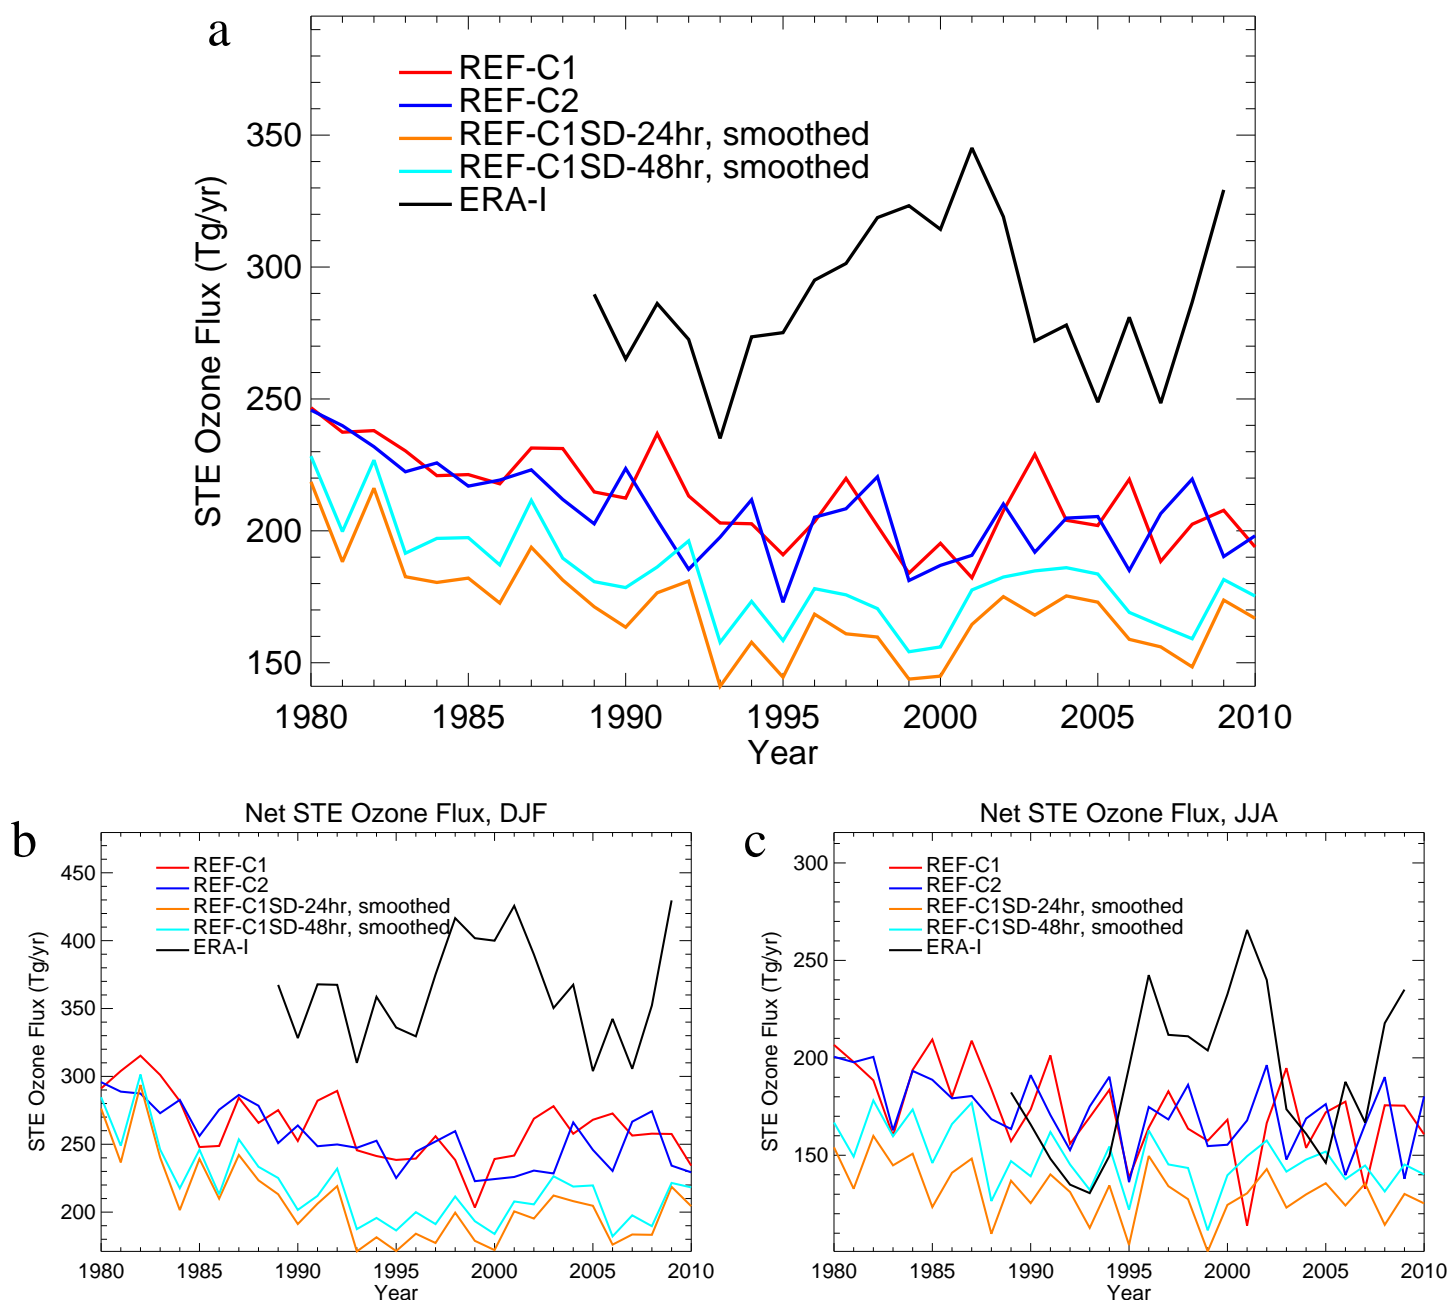 a
REF-C1
REF-C2
REF-C1SD-24hr, smoothed
REF-C1SD-48hr, smoothed
ERA-I
350
300
250
200
150
STE Ozone Flux (Tg/yr)
1980 1985 1990 1995 2000 2005 2010
Year
b
Net STE Ozone Flux, DJF
REF-C1
REF-C2
REF-C1SD-24hr, smoothed
REF-C1SD-48hr, smoothed
ERA-I
450
400
350
300
250
200
STE Ozone Flux (Tg/yr)
1980 1985 1990 1995 2000 2005 2010
Year
c
Net STE Ozone Flux, JJA
REF-C1
REF-C2
REF-C1SD-24hr, smoothed
REF-C1SD-48hr, smoothed
ERA-I
300
250
200
150
STE Ozone Flux (Tg/yr)
1980 1985 1990 1995 2000 2005 2010
Year